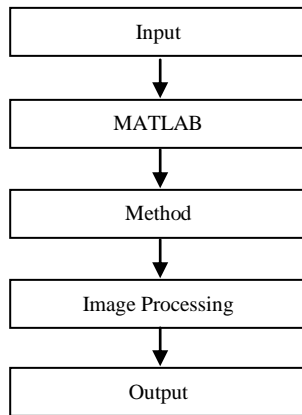 Input
MATLAB
Method
Image Processing
Output